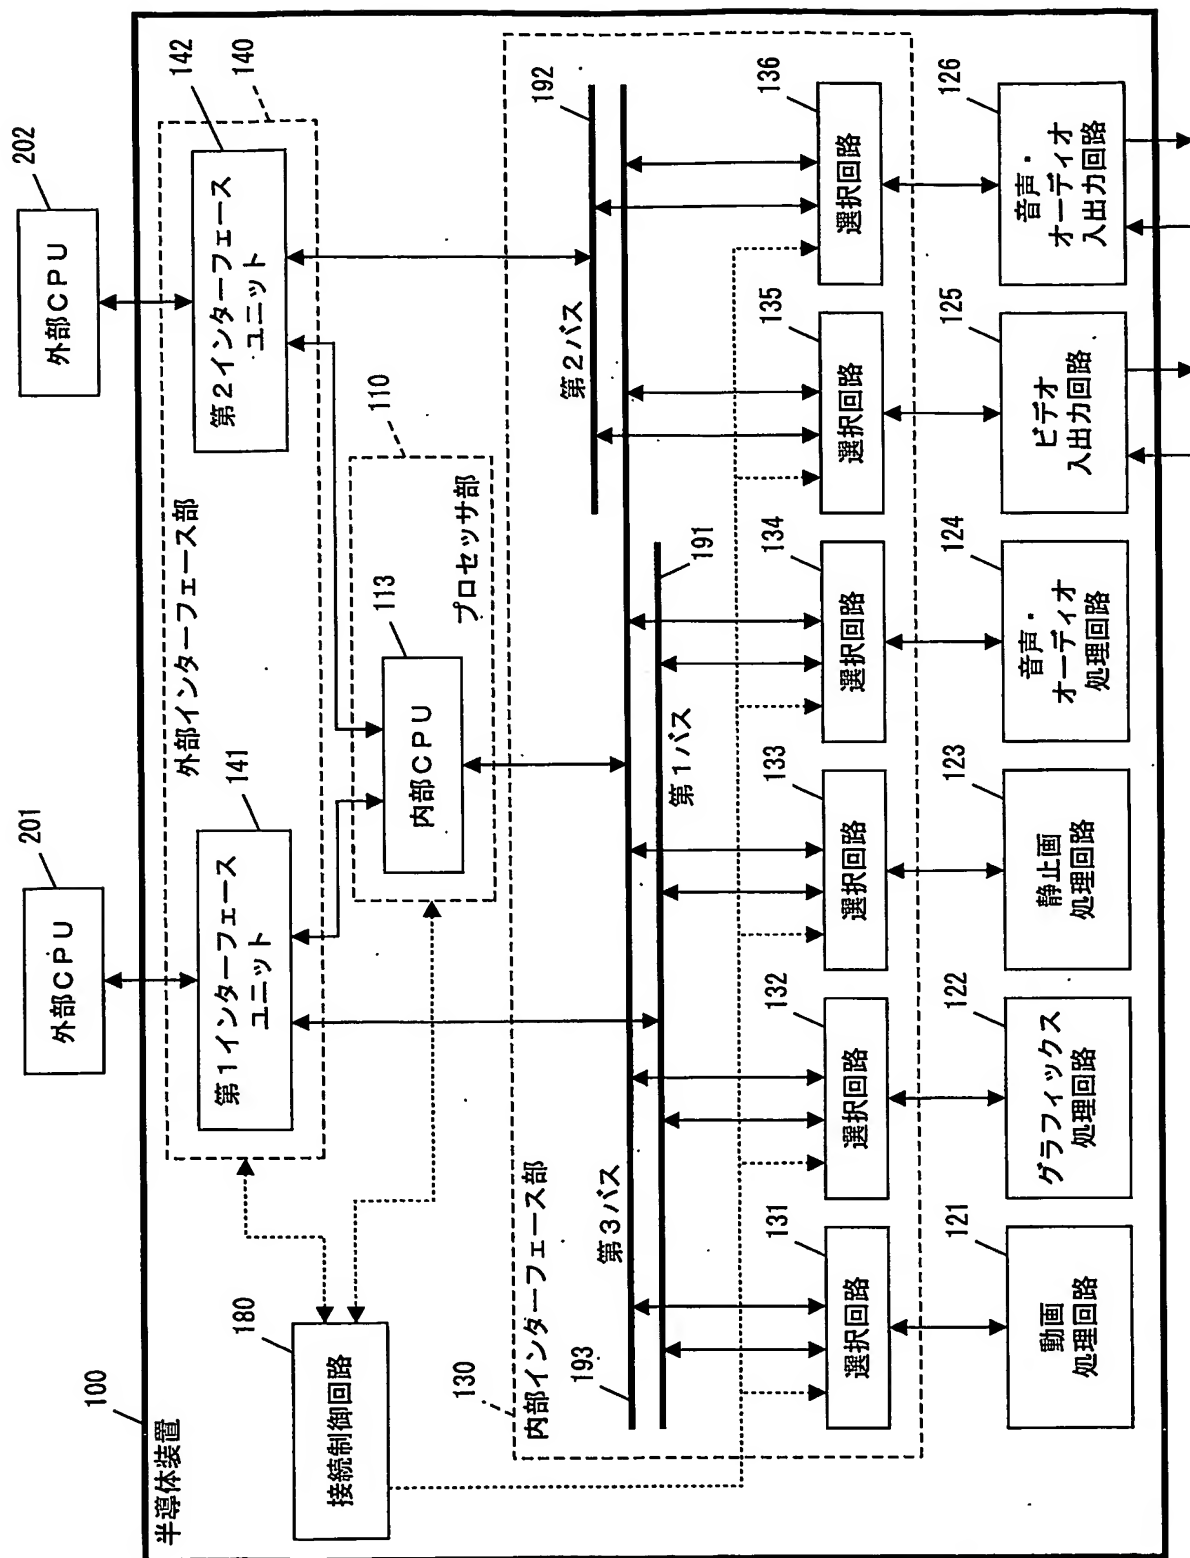 100
半導体装置
201
外部CPU
202
外部CPU
外部インターフェース部
140
141
第1インターフェース
ユニット
142
第2インターフェース
ユニット
180
接続制御回路
110
プロセッサ部
113
内部CPU
130
内部インターフェース部
193
第3バス
第1バス
191
第2バス
192
131
選択回路
132
選択回路
133
選択回路
134
選択回路
135
選択回路
136
選択回路
121
動画
処理回路
122
グラフィックス
処理回路
123
静止画
処理回路
124
音声・
オーディオ
処理回路
125
ビデオ
入出力回路
126
音声・
オーディオ
入出力回路